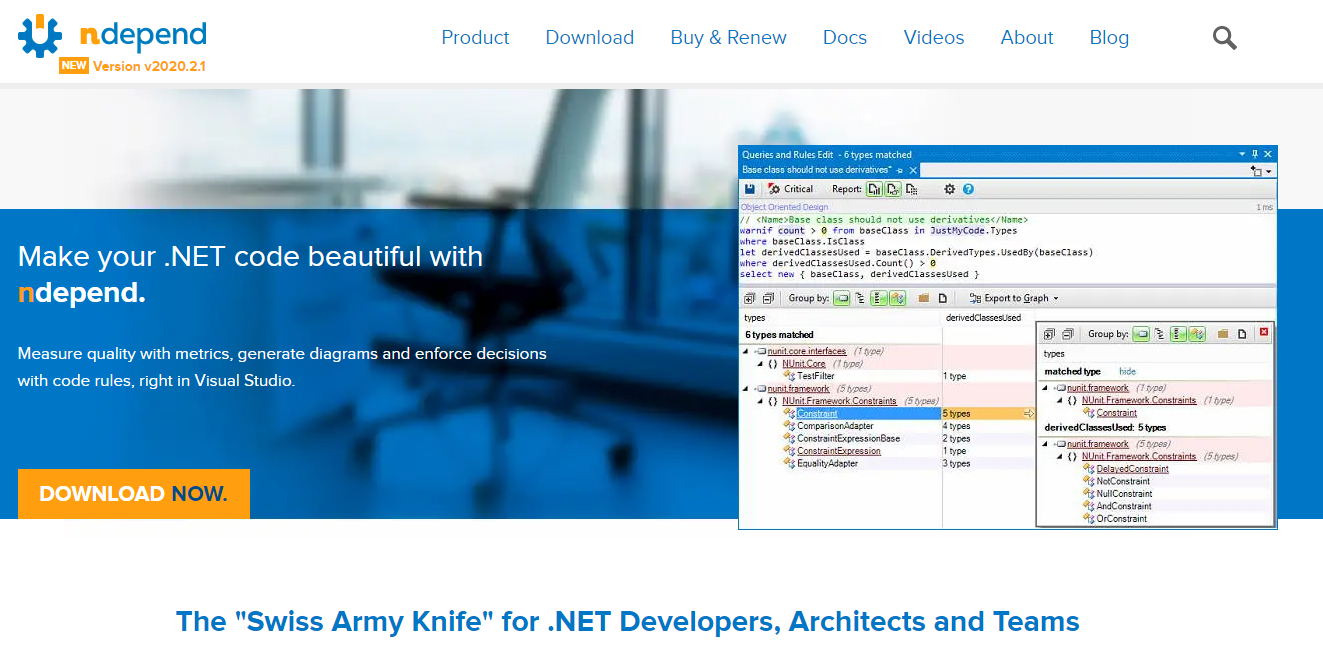 ndepend
NEW Version v2020.2.1
Product Download Buy & Renew Docs Videos About Blog
Make your .NET code beautiful with
ndepend.
Measure quality with metrics, generate diagrams and enforce decisions
with code rules, right in Visual Studio.
DOWNLOAD NOW.
Queries and Rules Edit - 6 types matched
Base class should not use derivatives*
Critical Report:
Object Oriented Design 1 ms
// <Name>Base class should not use derivatives</Name>
warnif count > 0 from baseClass in JustMyCode.Types
where baseClass.IsClass
let derivedClassesUsed = baseClass.DerivedTypes.UsedBy(baseClass)
where derivedClassesUsed.Count() > 0
select new { baseClass, derivedClassesUsed }
Group by: Export to Graph
types derivedClassesUsed
6 types matched
nunit.core.interfaces (1 type)
{} NUnit.Core (1 type)
TestFilter 1 type
nunit.framework (5 types)
{} NUnit.Framework.Constraints (5 types)
Constraint 5 types
ComparisonAdapter 4 types
ConstraintExpressionBase 2 types
ConstraintExpression 1 type
EqualityAdapter 3 types
Group by:
types
matched type hide
nunit.framework (1 type)
{} NUnit.Framework.Constraints (1 type)
Constraint
derivedClassesUsed: 5 types
nunit.framework (5 types)
{} NUnit.Framework.Constraints (5 types)
DelayedConstraint
NotConstraint
NullConstraint
AndConstraint
OrConstraint
The "Swiss Army Knife" for .NET Developers, Architects and Teams